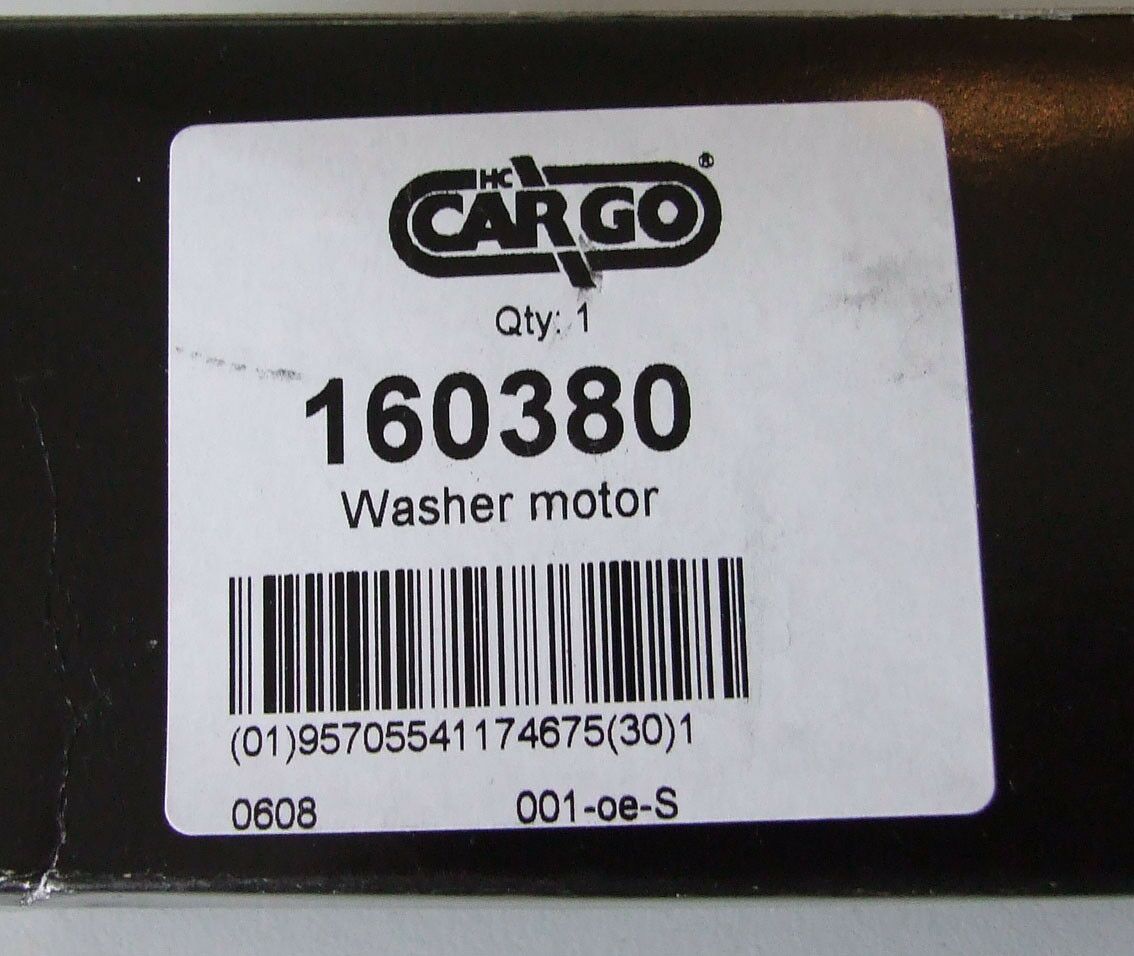 HC
CARGO®
Qty: 1
160380
Washer motor
(01)95705541174675(30)1
0608 001-oe-S